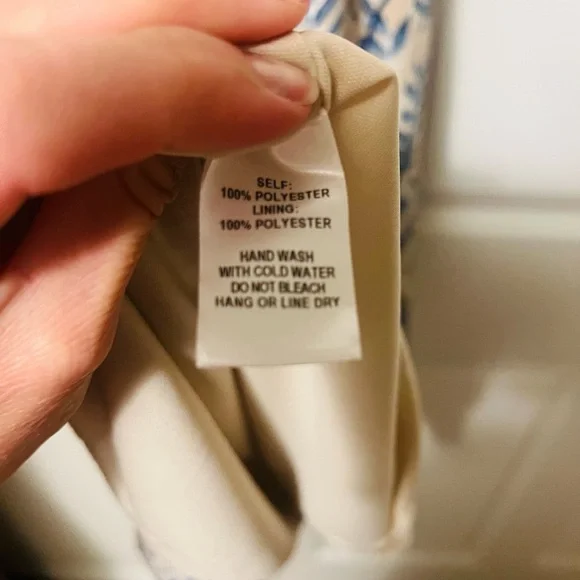 SELF:
100% POLYESTER
LINING:
100% POLYESTER
HAND WASH
WITH COLD WATER
DO NOT BLEACH
HANG OR LINE DRY